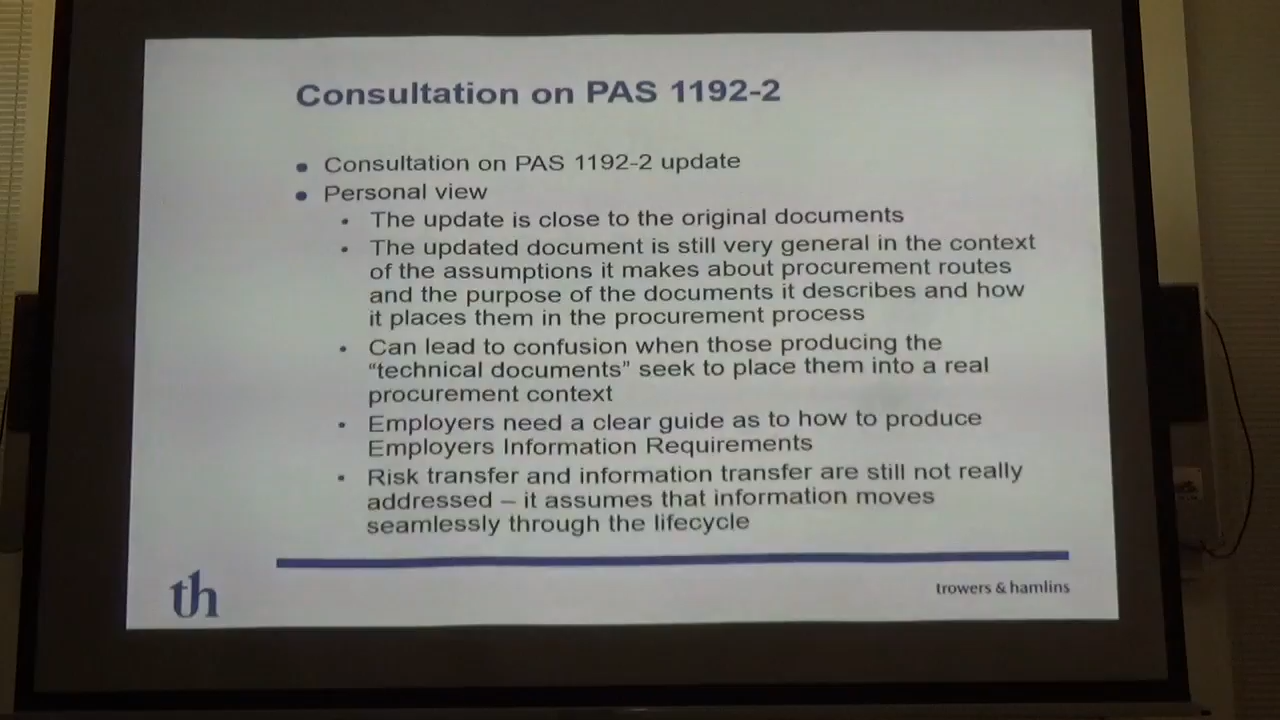 Consultation on PAS 1192-2
• Consultation on PAS 1192-2 update
• Personal view
• The update is close to the original documents
• The updated document is still very general in the context
of the assumptions it makes about procurement routes
and the purpose of the documents it describes and how
it places them in the procurement process
• Can lead to confusion when those producing the
“technical documents” seek to place them into a real
procurement context
• Employers need a clear guide as to how to produce
Employers Information Requirements
• Risk transfer and information transfer are still not really
addressed – it assumes that information moves
seamlessly through the lifecycle
th
trowers & hamlins